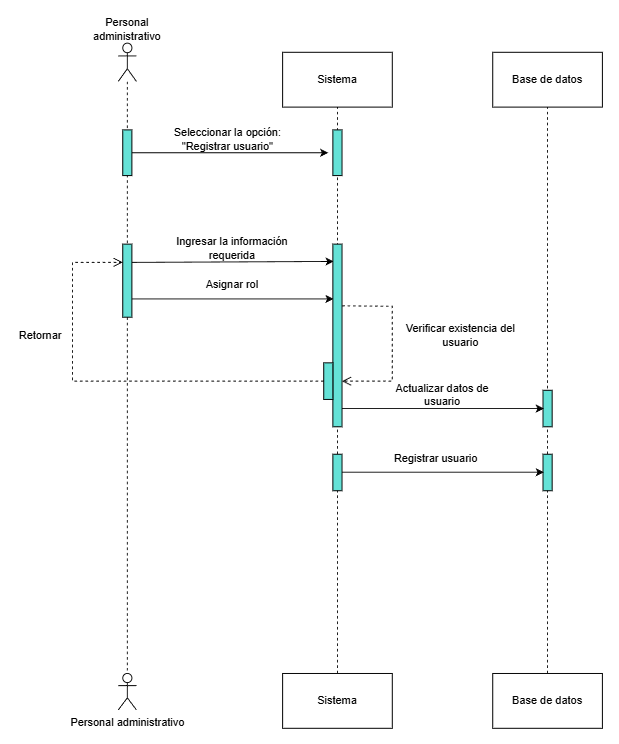 Personal
administrativo
Sistema
Base de datos
Seleccionar la opción:
"Registrar usuario"
Ingresar la información
requerida
Asignar rol
Retornar
Verificar existencia del
usuario
Actualizar datos de
usuario
Registrar usuario
Personal administrativo
Sistema
Base de datos